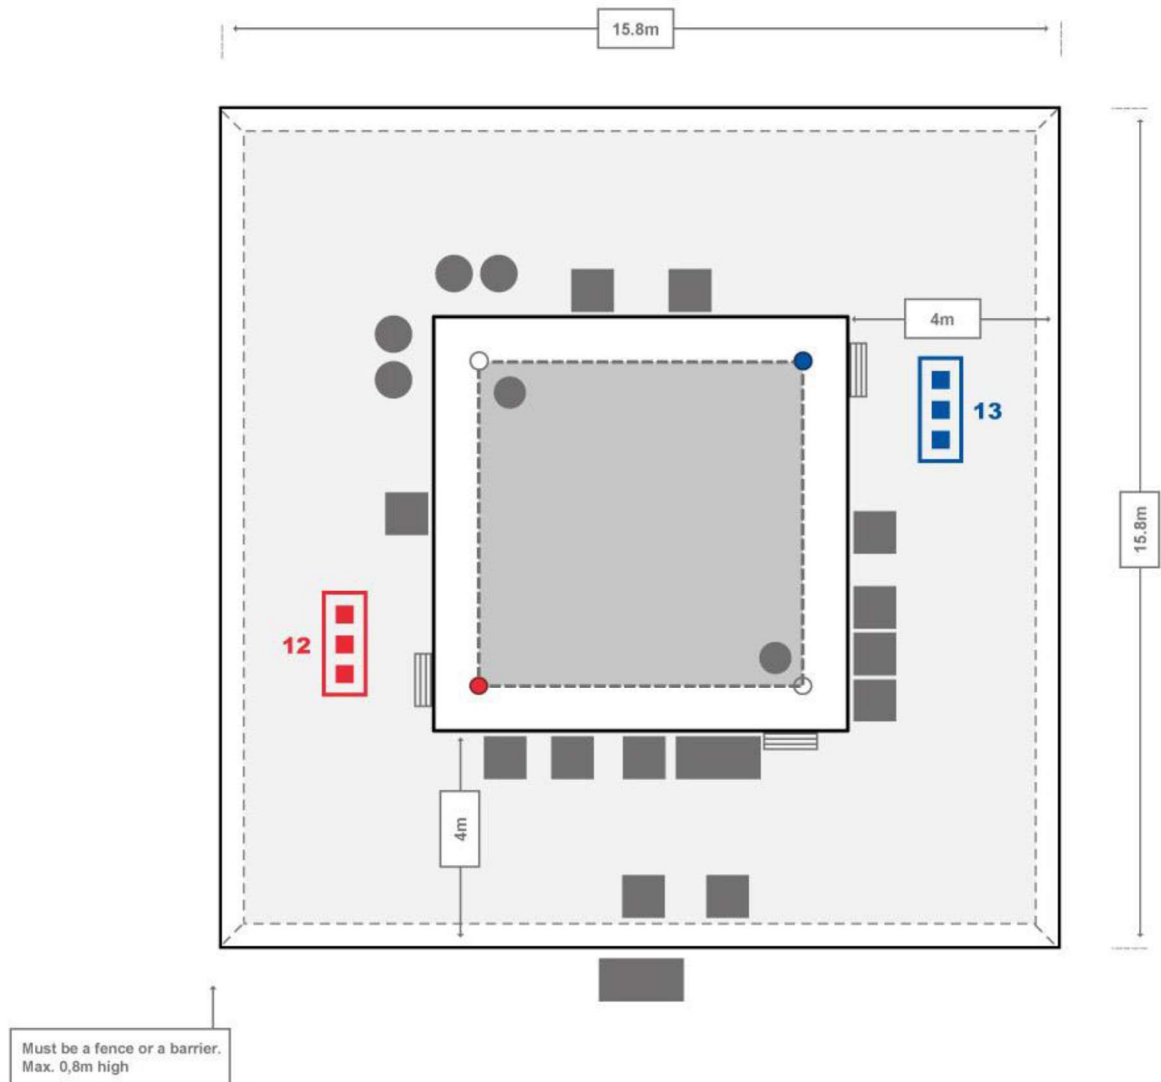 15.8m
4m
13
15.8m
12
4m
Must be a fence or a barrier.
Max. 0,8m high